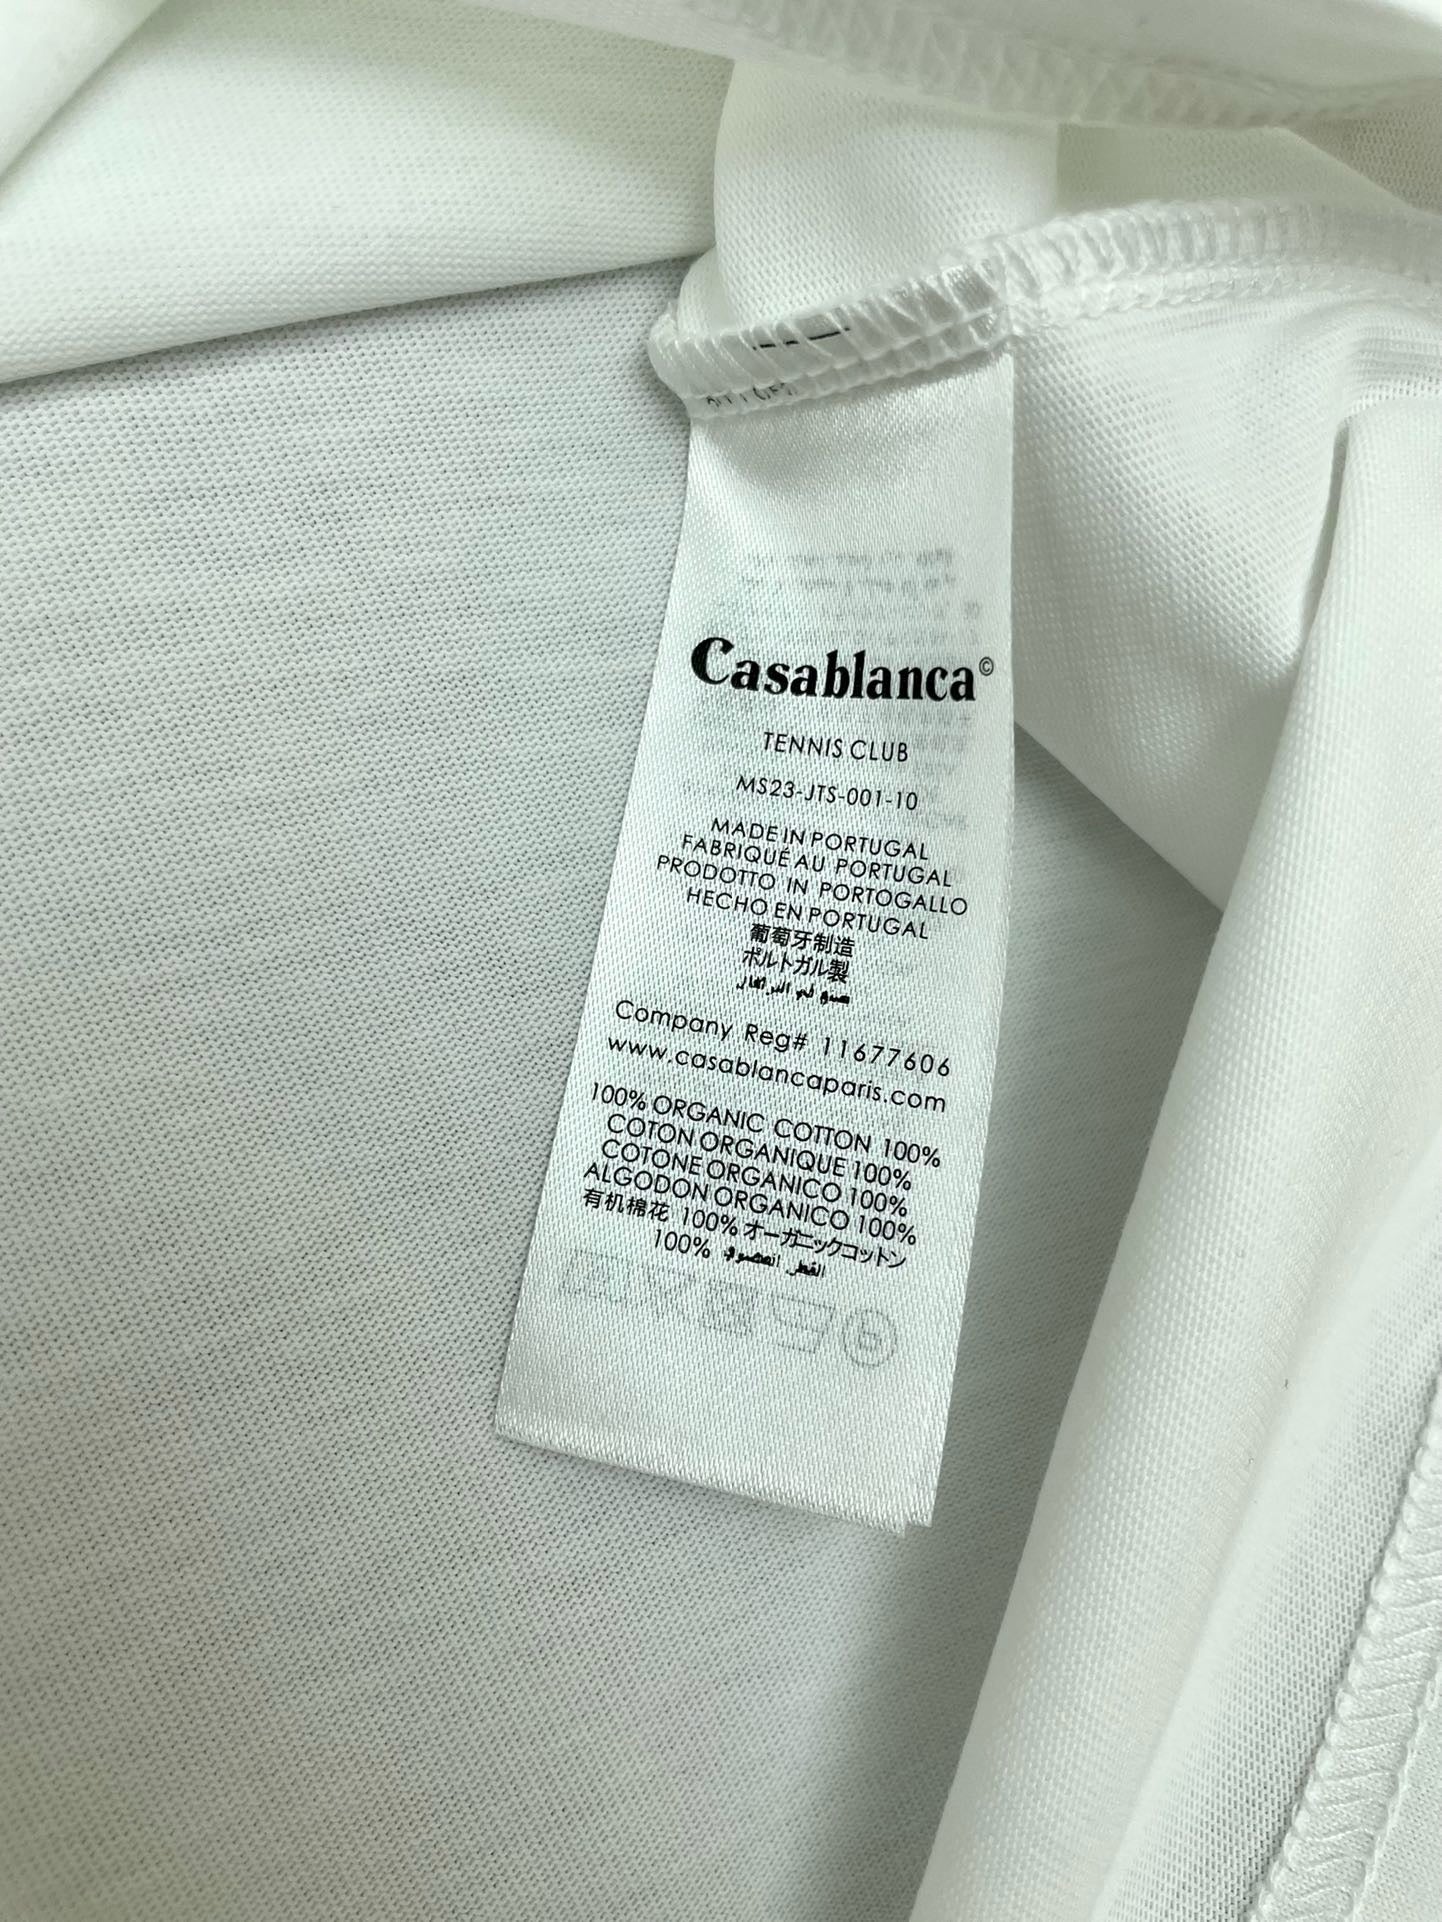 Casablanca©
TENNIS CLUB
MS23-JTS-001-10
MADE IN PORTUGAL
FABRIQUÉ AU PORTUGAL
PRODOTTO IN PORTOGALLO
HECHO EN PORTUGAL
葡萄牙制造
ポルトガル製
Company Reg# 11677606
www.casablancaparis.com
100% ORGANIC COTTON 100%
COTON ORGANIQUE 100%
COTONE ORGANICO 100%
ALGODON ORGANICO 100%
有机棉花 100% オーガニックコットン
100%